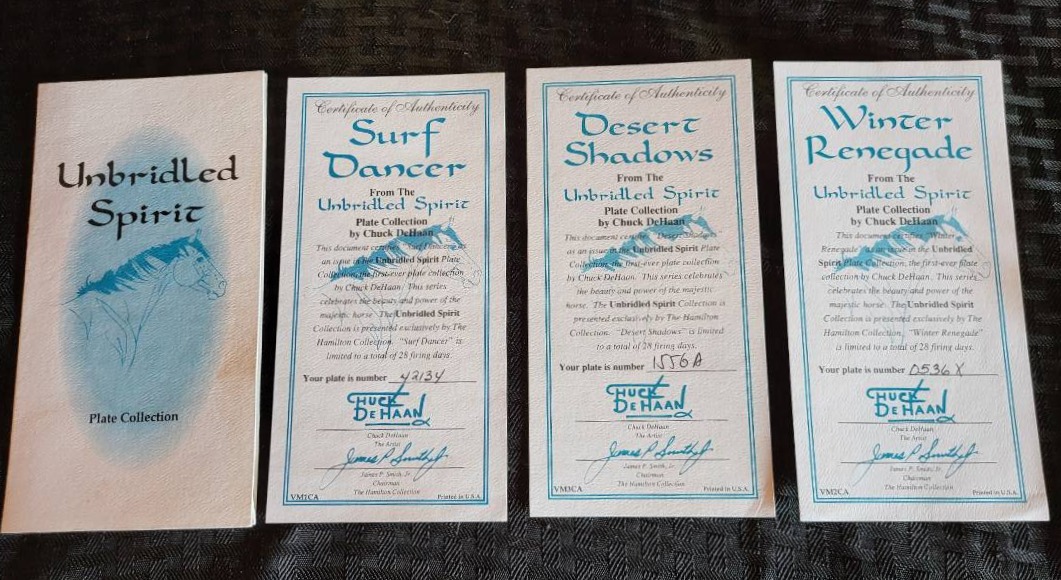 Unbridled
Spirit
Plate Collection
Certificate of Authenticity
Surf
Dancer
From The
Unbridled Spirit
Plate Collection
by Chuck DeHaan
This document certifies "Surf Dancer" as
an issue in the Unbridled Spirit Plate
Collection, the first-ever plate collection
by Chuck DeHaan. This series
celebrates the beauty and power of the
majestic horse. The Unbridled Spirit
Collection is presented exclusively by The
Hamilton Collection. "Surf Dancer" is
limited to a total of 28 firing days.
Your plate is number 42134
CHUCK
DEHAAN
Chuck DeHaan
The Artist
James P. Smith Jr.
James P. Smith, Jr.
Chairman
The Hamilton Collection
VM1CA Printed in U.S.A.
Certificate of Authenticity
Desert
Shadows
From The
Unbridled Spirit
Plate Collection
by Chuck DeHaan
This document certifies "Desert Shadows"
as an issue in the Unbridled Spirit Plate
Collection, the first-ever plate collection
by Chuck DeHaan. This series celebrates
the beauty and power of the majestic
horse. The Unbridled Spirit Collection is
presented exclusively by The Hamilton
Collection. "Desert Shadows" is limited
to a total of 28 firing days.
Your plate is number 1556A
CHUCK
DEHAAN
Chuck DeHaan
The Artist
James P. Smith Jr.
James P. Smith, Jr.
Chairman
The Hamilton Collection
VM3CA Printed in U.S.A.
Certificate of Authenticity
Winter
Renegade
From The
Unbridled Spirit
Plate Collection
by Chuck DeHaan
This document certifies "Winter
Renegade" as an issue in the Unbridled
Spirit Plate Collection, the first-ever plate
collection by Chuck DeHaan. This series
celebrates the beauty and power of the
majestic horse. The Unbridled Spirit
Collection is presented exclusively by The
Hamilton Collection. "Winter Renegade"
is limited to a total of 28 firing days.
Your plate is number 0536X
CHUCK
DEHAAN
Chuck DeHaan
The Artist
James P. Smith Jr.
James P. Smith, Jr.
Chairman
The Hamilton Collection
VM2CA Printed in U.S.A.